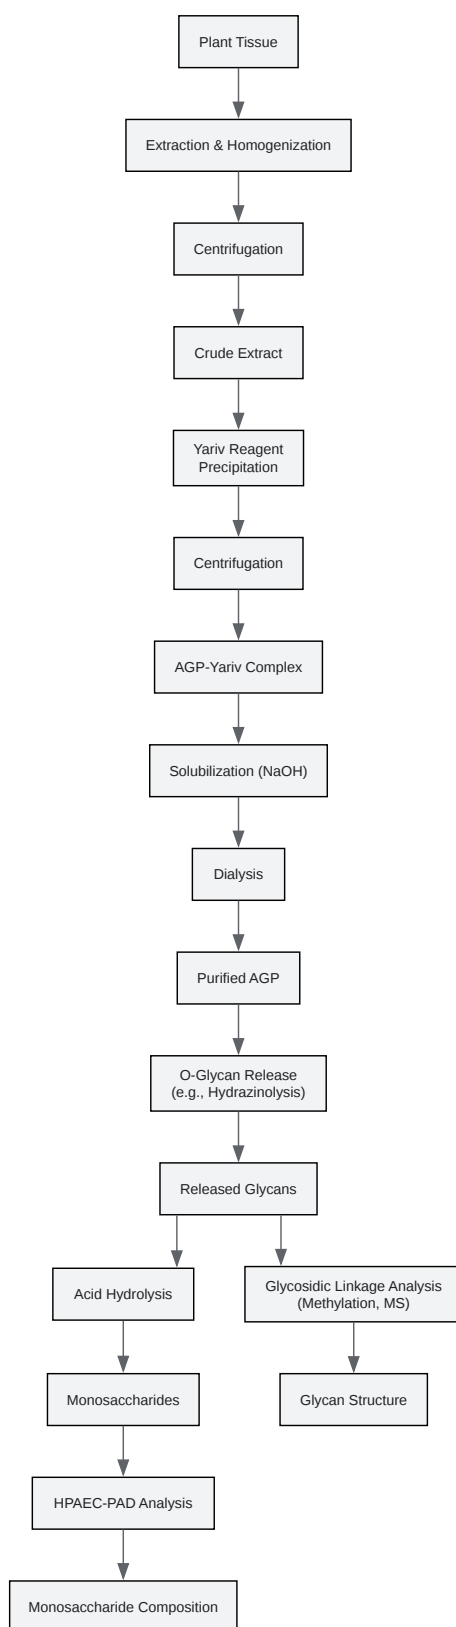 Plant Tissue
Extraction & Homogenization
Centrifugation
Crude Extract
Yariv Reagent
Precipitation
Centrifugation
AGP-Yariv Complex
Solubilization (NaOH)
Dialysis
Purified AGP
O-Glycan Release
(e.g., Hydrazinolysis)
Released Glycans
Acid Hydrolysis
Glycosidic Linkage Analysis
(Methylation, MS)
Monosaccharides
Glycan Structure
HPAEC-PAD Analysis
Monosaccharide Composition